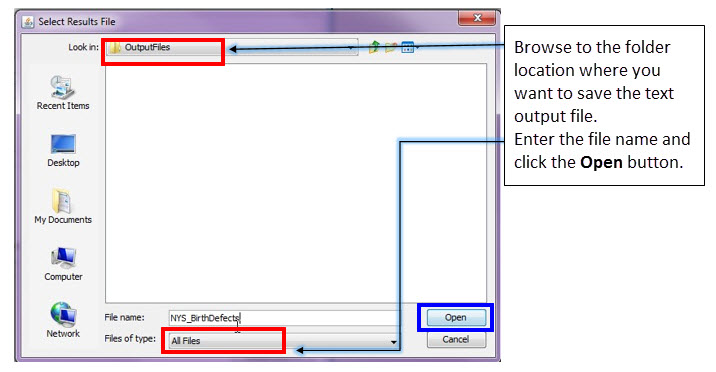 Select Results File
Look in:
OutputFiles
Recent Items
Desktop
My Documents
Computer
Network
File name:
NYS_BirthDefects
Open
Files of type:
All Files
Cancel
Browse to the folder
location where you
want to save the text
output file.
Enter the file name and
click the Open button.